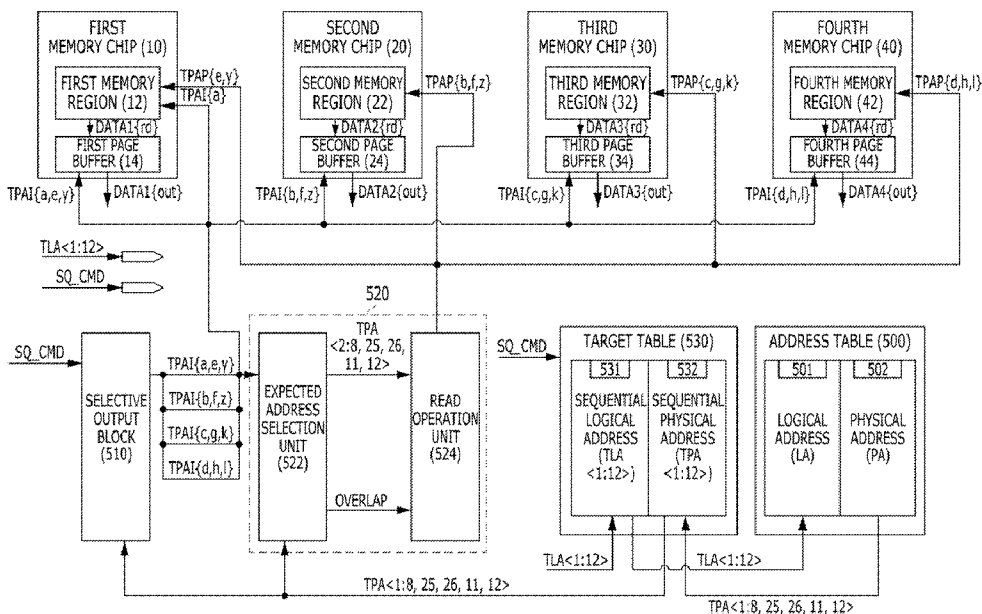 FIRST
MEMORY CHIP (10)
FIRST MEMORY
REGION (12)
DATA1{rd}
FIRST PAGE
BUFFER (14)
TPAP{e,y}
TPAI{a}
TPAI{a,e,y}
DATA1{out}
SECOND
MEMORY CHIP (20)
SECOND MEMORY
REGION (22)
DATA2{rd}
SECOND PAGE
BUFFER (24)
TPAP{b,f,z}
TPAI{b,f,z}
DATA2{out}
THIRD
MEMORY CHIP (30)
THIRD MEMORY
REGION (32)
DATA3{rd}
THIRD PAGE
BUFFER (34)
TPAP{c,g,k}
TPAI{c,g,k}
DATA3{out}
FOURTH
MEMORY CHIP (40)
FOURTH MEMORY
REGION (42)
DATA4{rd}
FOURTH PAGE
BUFFER (44)
TPAP{d,h,l}
TPAI{d,h,l}
DATA4{out}
TLA<1:12>
SQ_CMD
520
SQ_CMD
SELECTIVE
OUTPUT
BLOCK
(510)
TPAI{a,e,y}
TPAI{b,f,z}
TPAI{c,g,k}
TPAI{d,h,l}
EXPECTED
ADDRESS
SELECTION
UNIT
(522)
TPA
<2:8, 25, 26,
11, 12>
OVERLAP
READ
OPERATION
UNIT
(524)
SQ_CMD
TARGET TABLE (530)
531
SEQUENTIAL
LOGICAL
ADDRESS
(TLA
<1:12>)
532
SEQUENTIAL
PHYSICAL
ADDRESS
(TPA
<1:12>)
ADDRESS TABLE (500)
501
LOGICAL
ADDRESS
(LA)
502
PHYSICAL
ADDRESS
(PA)
TLA<1:12>
TLA<1:12>
TPA<1:8, 25, 26, 11, 12>
TPA<1:8, 25, 26, 11, 12>